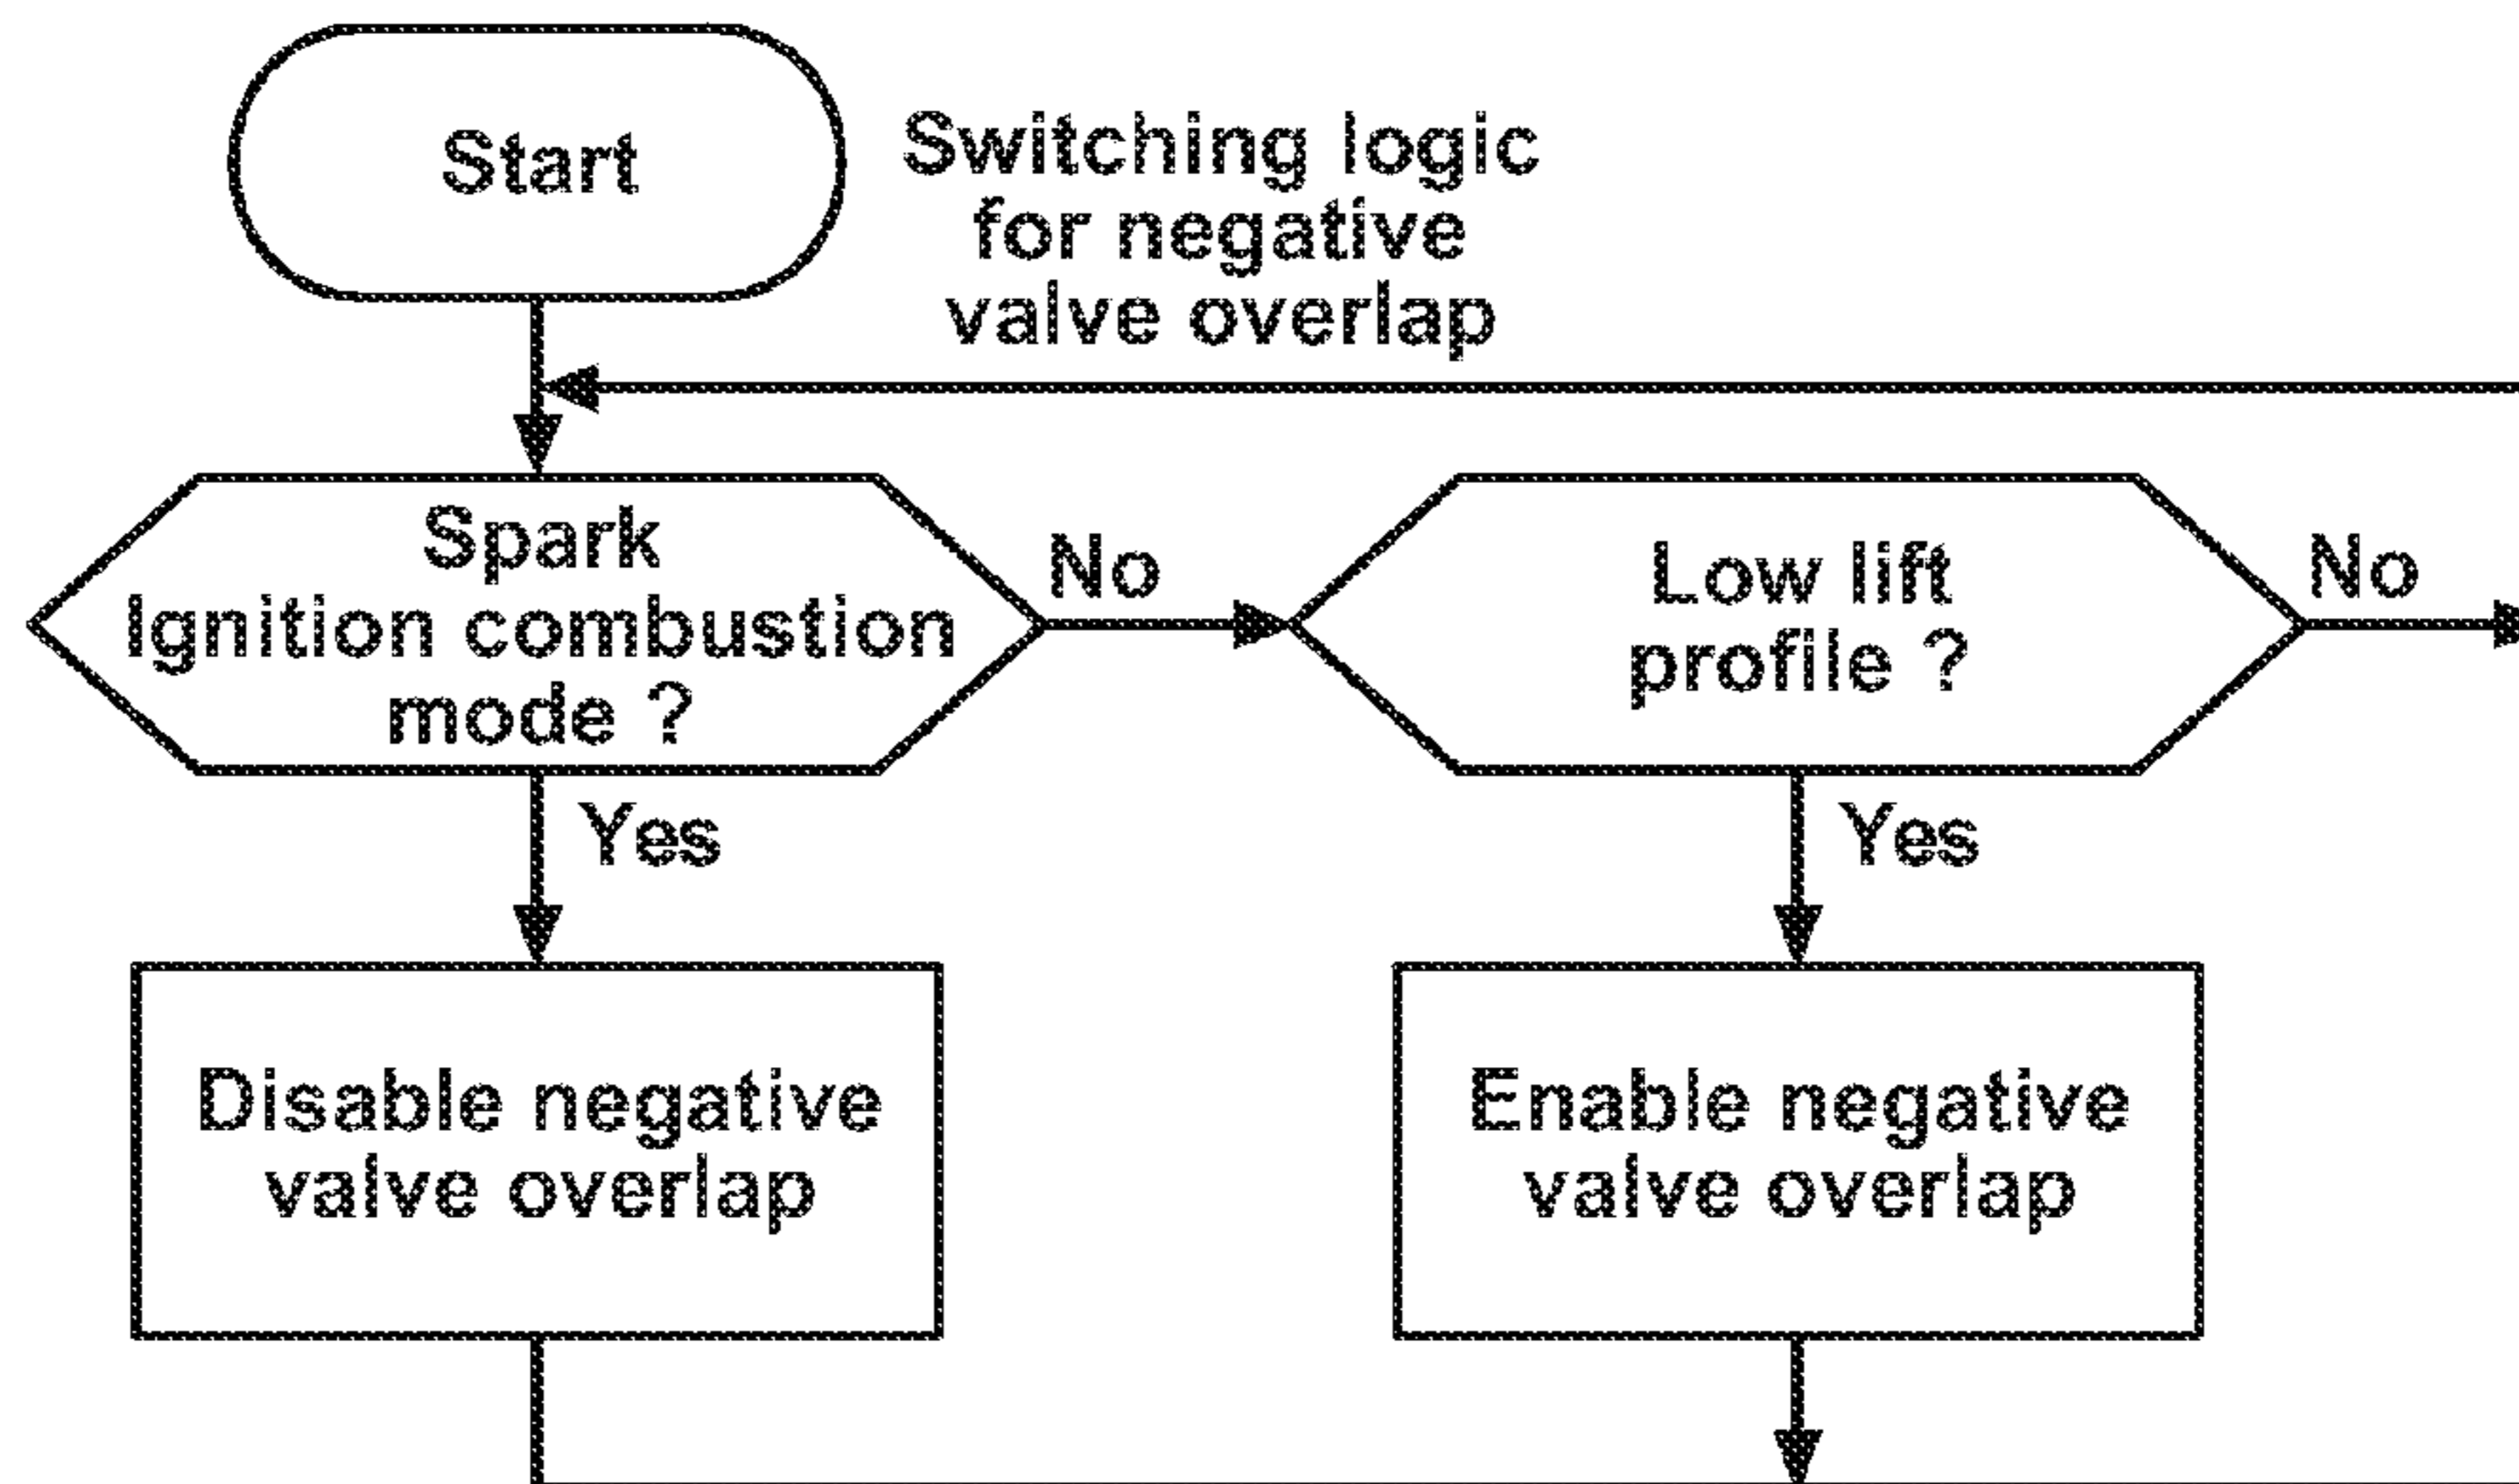 Start
Switching logic
for negative
valve overlap
Spark
Ignition combustion
mode ?
No
Low lift
profile ?
No
Yes
Yes
Disable negative
valve overlap
Enable negative
valve overlap